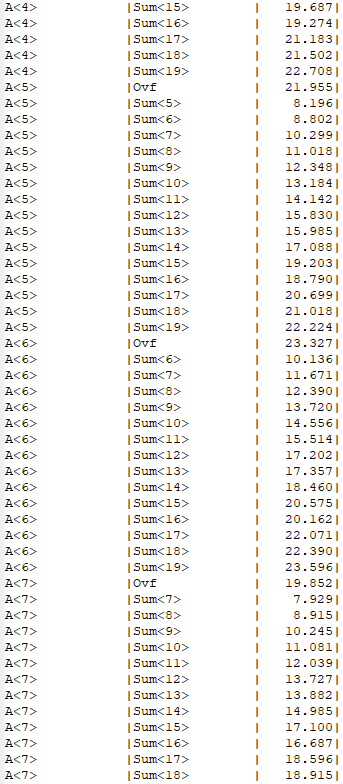 A<4> |Sum<15> | 19.687|
A<4> |Sum<16> | 19.274|
A<4> |Sum<17> | 21.183|
A<4> |Sum<18> | 21.502|
A<4> |Sum<19> | 22.708|
A<5> |Ovf | 21.955|
A<5> |Sum<5> | 8.196|
A<5> |Sum<6> | 8.802|
A<5> |Sum<7> | 10.299|
A<5> |Sum<8> | 11.018|
A<5> |Sum<9> | 12.348|
A<5> |Sum<10> | 13.184|
A<5> |Sum<11> | 14.142|
A<5> |Sum<12> | 15.830|
A<5> |Sum<13> | 15.985|
A<5> |Sum<14> | 17.088|
A<5> |Sum<15> | 19.203|
A<5> |Sum<16> | 18.790|
A<5> |Sum<17> | 20.699|
A<5> |Sum<18> | 21.018|
A<5> |Sum<19> | 22.224|
A<6> |Ovf | 23.327|
A<6> |Sum<6> | 10.136|
A<6> |Sum<7> | 11.671|
A<6> |Sum<8> | 12.390|
A<6> |Sum<9> | 13.720|
A<6> |Sum<10> | 14.556|
A<6> |Sum<11> | 15.514|
A<6> |Sum<12> | 17.202|
A<6> |Sum<13> | 17.357|
A<6> |Sum<14> | 18.460|
A<6> |Sum<15> | 20.575|
A<6> |Sum<16> | 20.162|
A<6> |Sum<17> | 22.071|
A<6> |Sum<18> | 22.390|
A<6> |Sum<19> | 23.596|
A<7> |Ovf | 19.852|
A<7> |Sum<7> | 7.929|
A<7> |Sum<8> | 8.915|
A<7> |Sum<9> | 10.245|
A<7> |Sum<10> | 11.081|
A<7> |Sum<11> | 12.039|
A<7> |Sum<12> | 13.727|
A<7> |Sum<13> | 13.882|
A<7> |Sum<14> | 14.985|
A<7> |Sum<15> | 17.100|
A<7> |Sum<16> | 16.687|
A<7> |Sum<17> | 18.596|
A<7> |Sum<18> | 18.915|